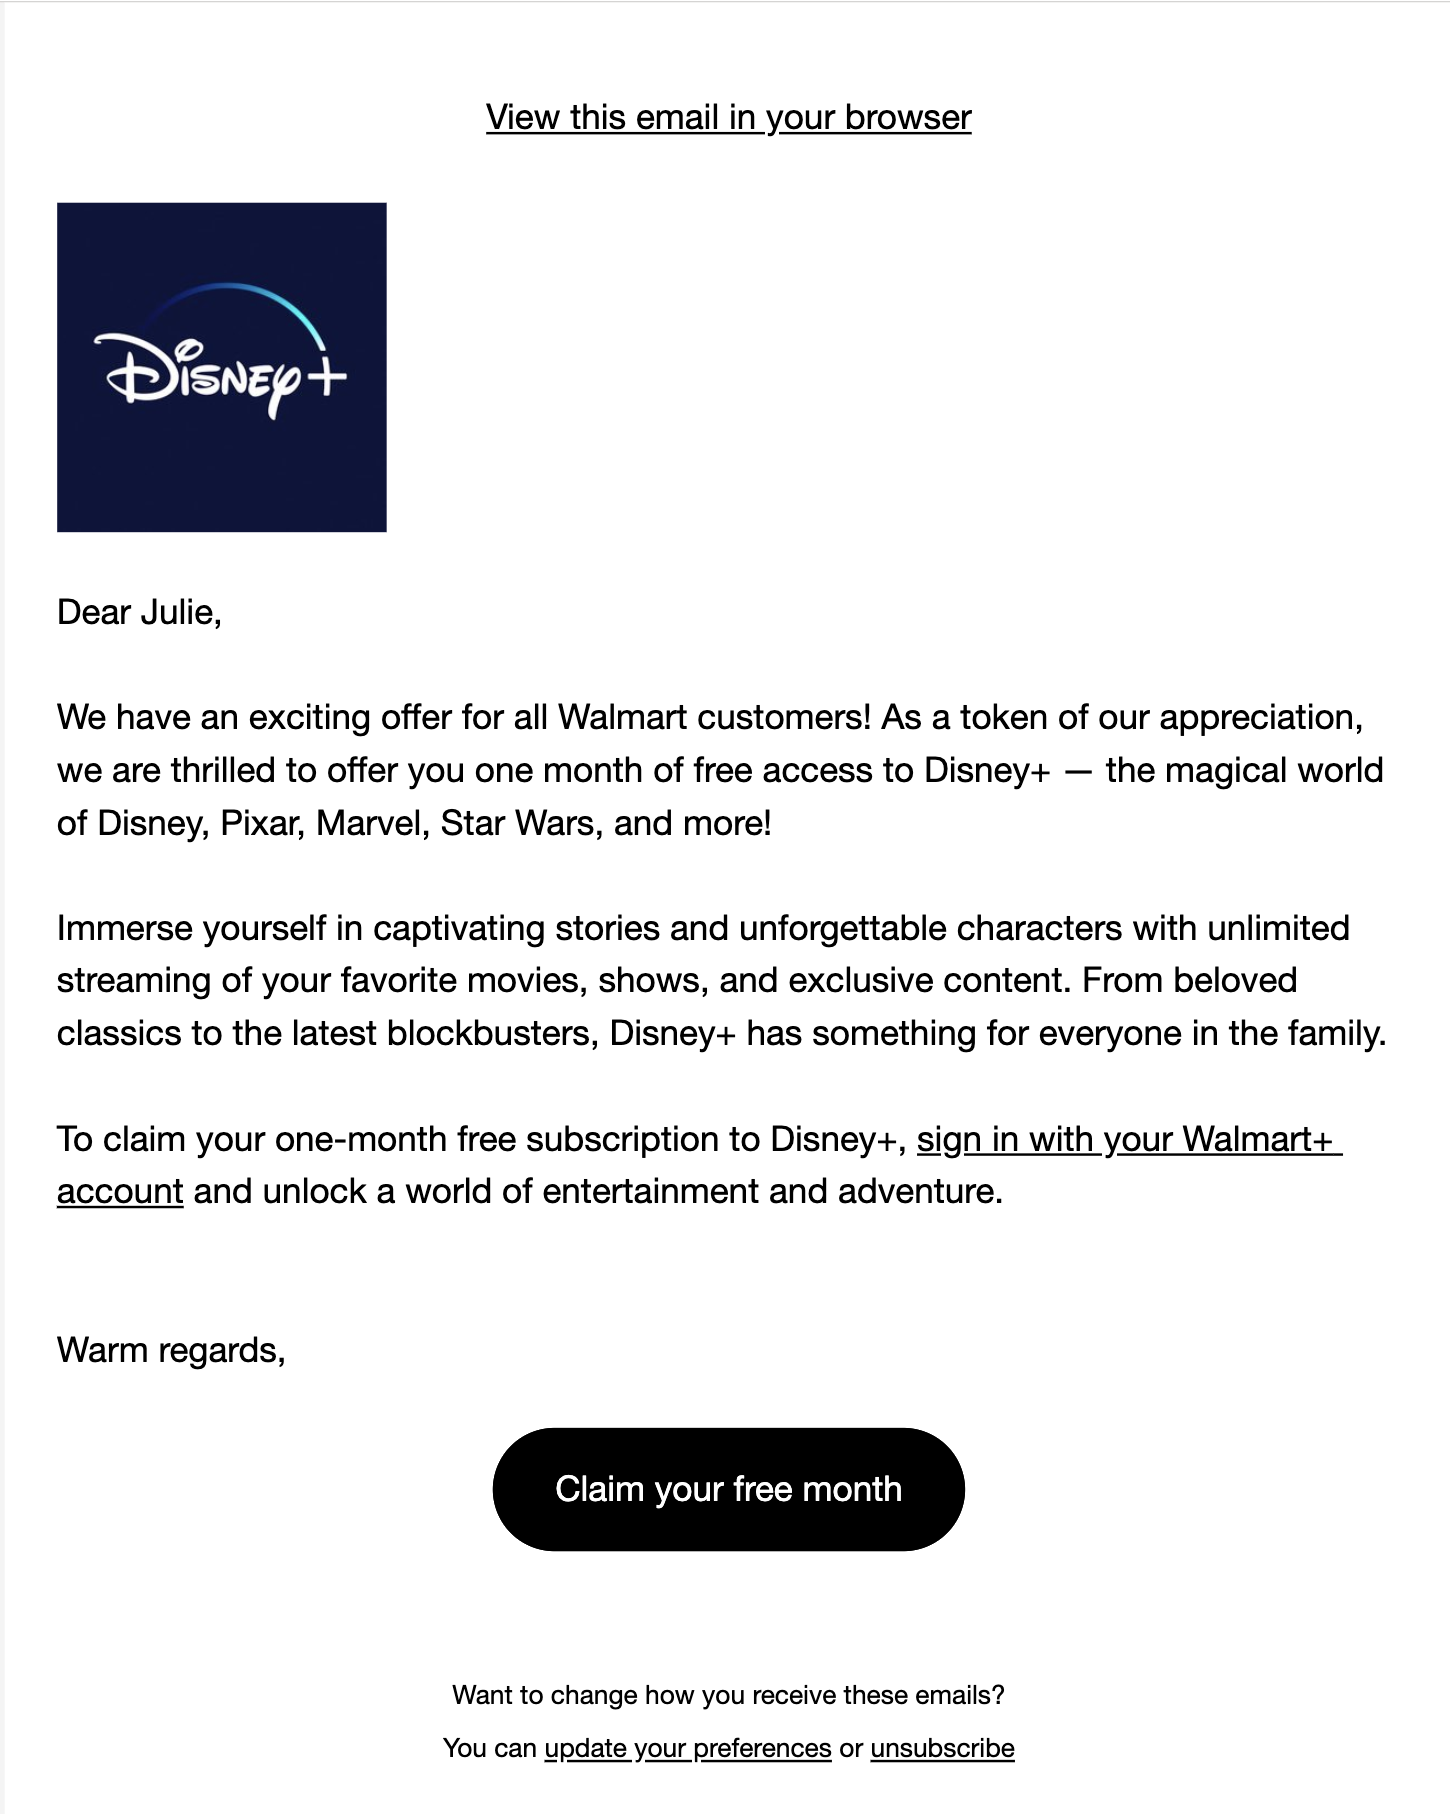 View this email in your browser
Disney+
Dear Julie,
We have an exciting offer for all Walmart customers! As a token of our appreciation,
we are thrilled to offer you one month of free access to Disney+ — the magical world
of Disney, Pixar, Marvel, Star Wars, and more!
Immerse yourself in captivating stories and unforgettable characters with unlimited
streaming of your favorite movies, shows, and exclusive content. From beloved
classics to the latest blockbusters, Disney+ has something for everyone in the family.
To claim your one-month free subscription to Disney+, sign in with your Walmart+
account and unlock a world of entertainment and adventure.
Warm regards,
Claim your free month
Want to change how you receive these emails?
You can update your preferences or unsubscribe